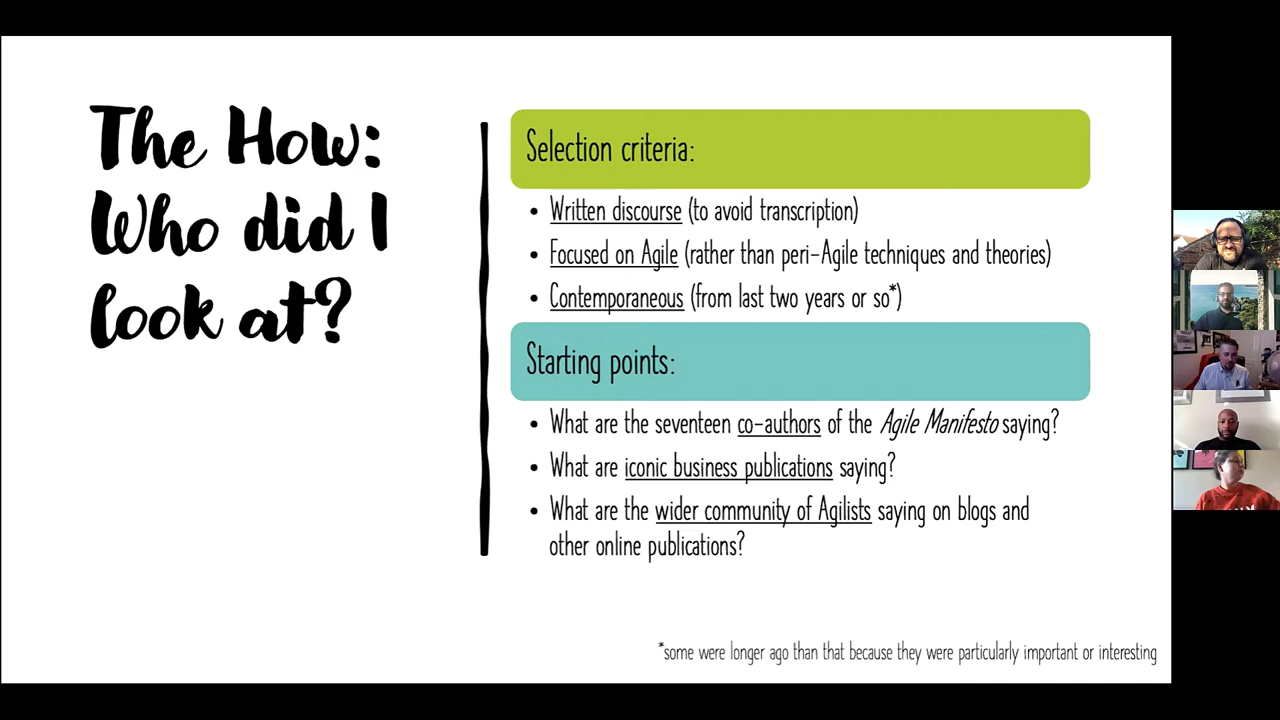 The How:
Who did I
look at?
Selection criteria:
• Written discourse (to avoid transcription)
• Focused on Agile (rather than peri-Agile techniques and theories)
• Contemporaneous (from last two years or so*)
Starting points:
• What are the seventeen co-authors of the Agile Manifesto saying?
• What are iconic business publications saying?
• What are the wider community of Agilists saying on blogs and
other online publications?
*some were longer ago than that because they were particularly important or interesting